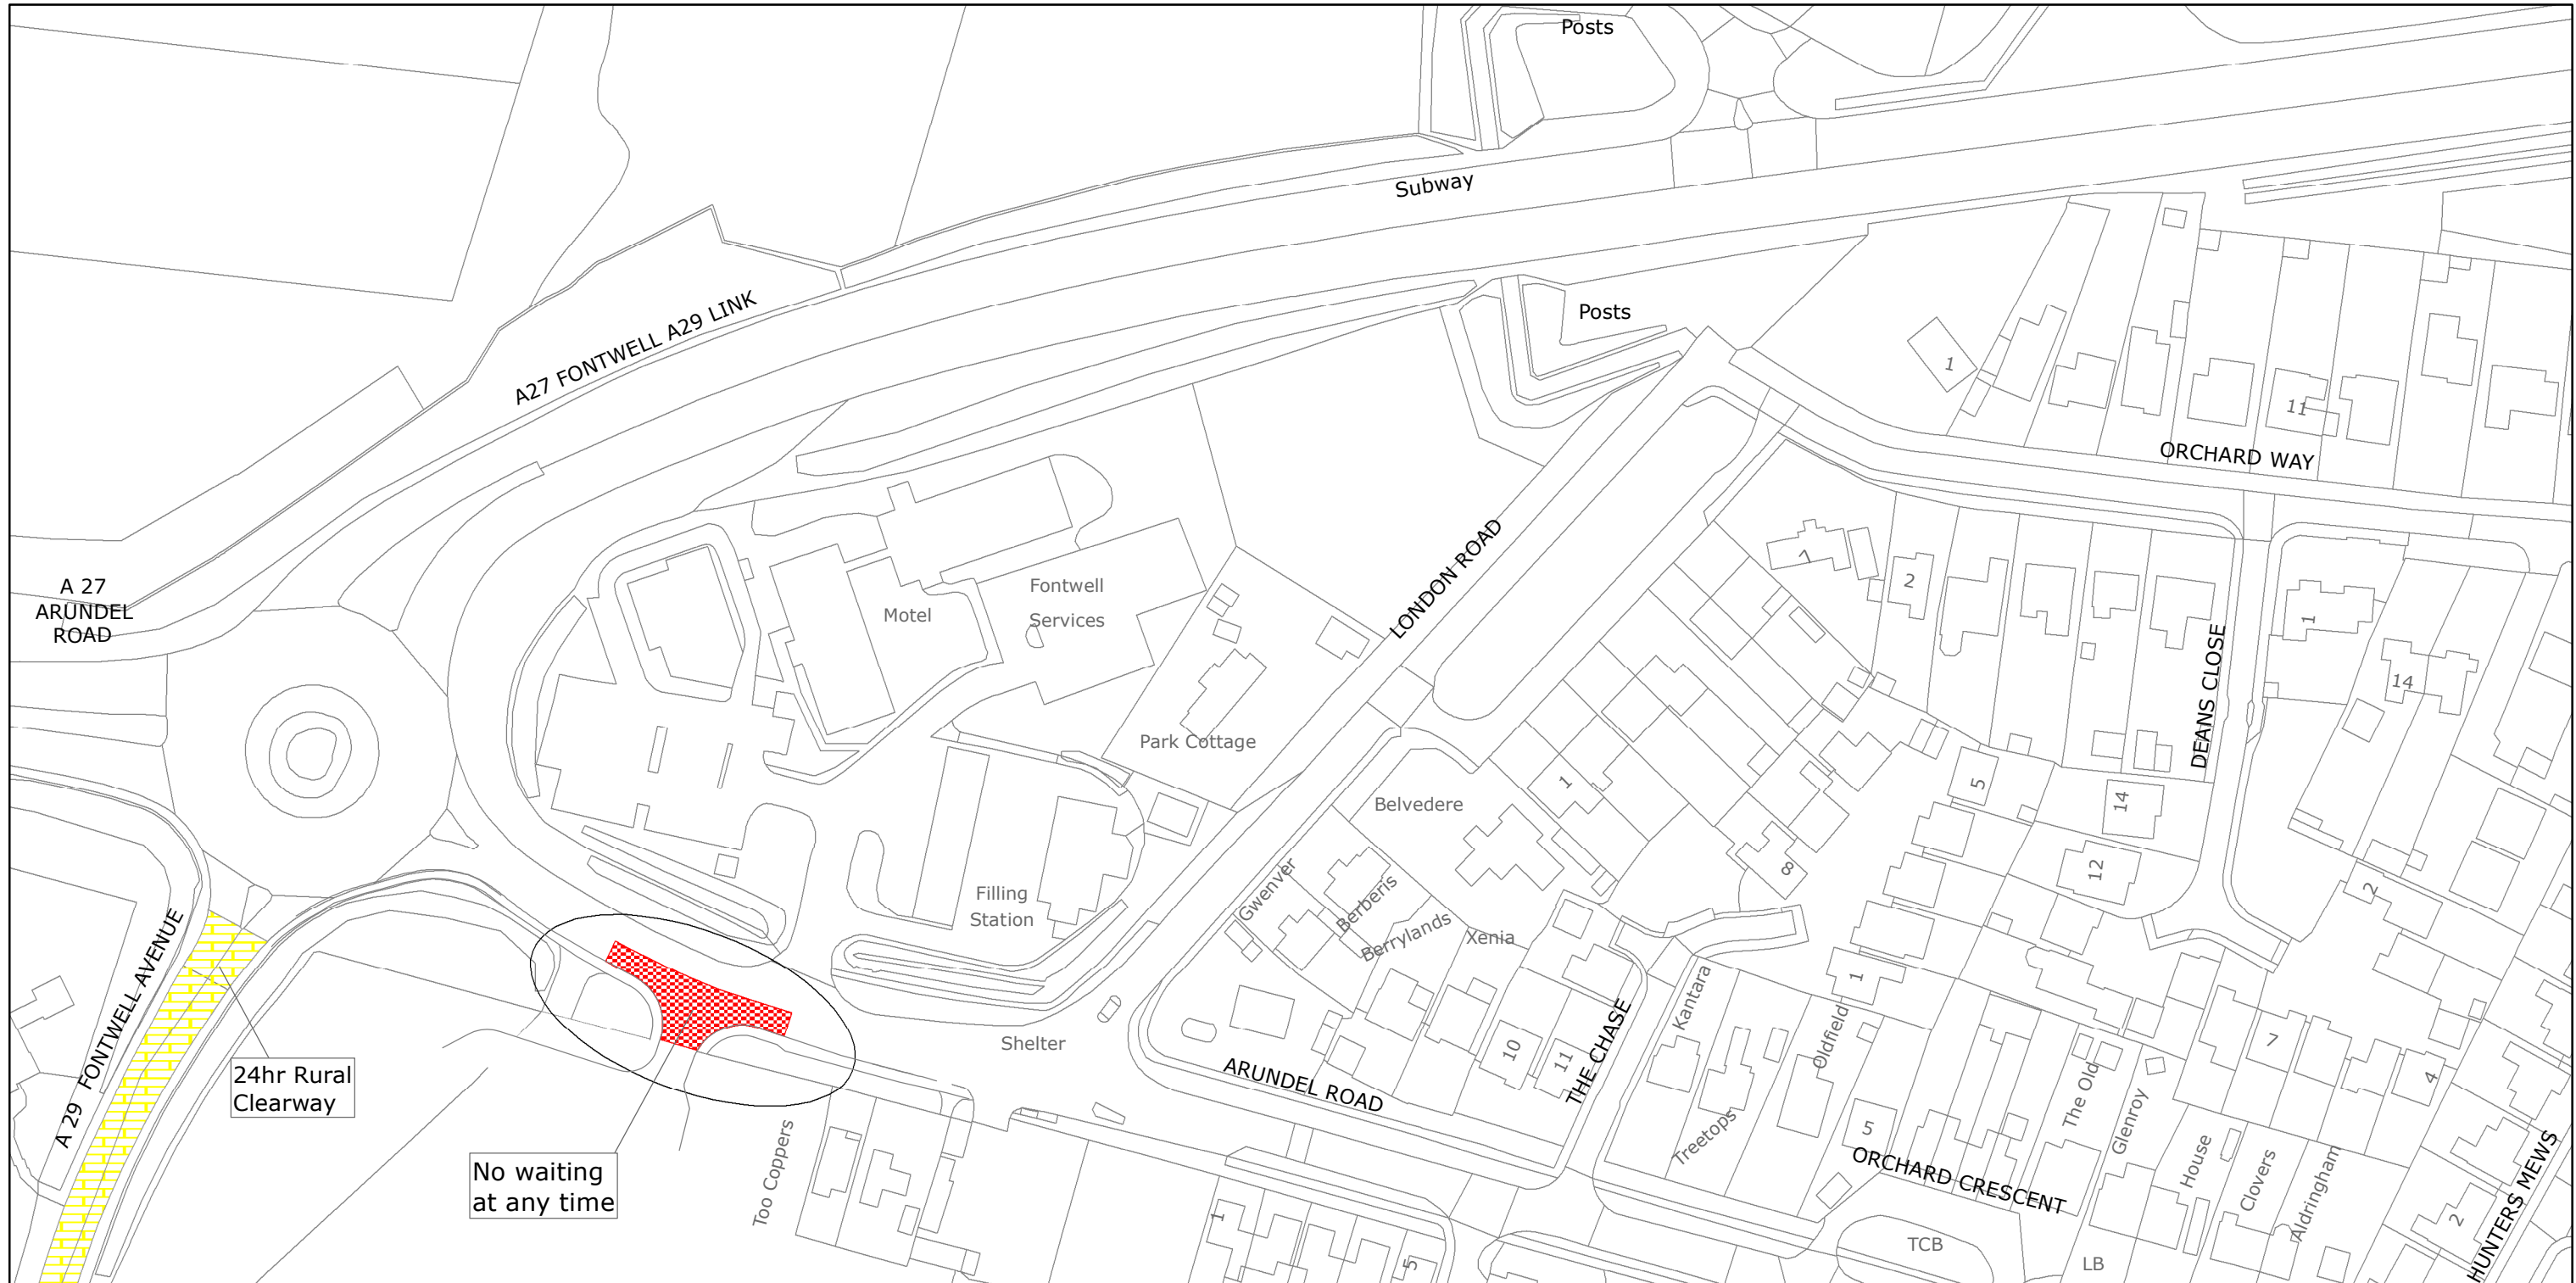 Posts
Subway
A27 FONTWELL A29 LINK
Posts
1
11
ORCHARD WAY
A 27
ARUNDEL
ROAD
Motel
Fontwell
Services
LONDON ROAD
7
2
DEANS CLOSE
1
14
Park Cottage
Belvedere
1
5
14
8
12
2
Filling
Station
Gwenver
Berberis
Berrylands
Xenia
A 29 FONTWELL AVENUE
24hr Rural
Clearway
Shelter
Kantara
1
Oldfield
7
4
10
11
THE CHASE
ARUNDEL ROAD
No waiting
at any time
Too Coppers
Treetops
5
ORCHARD CRESCENT
The Old
Glenroy
House
Clovers
Aldringham
HUNTERS MEWS
2
1
5
TCB
LB